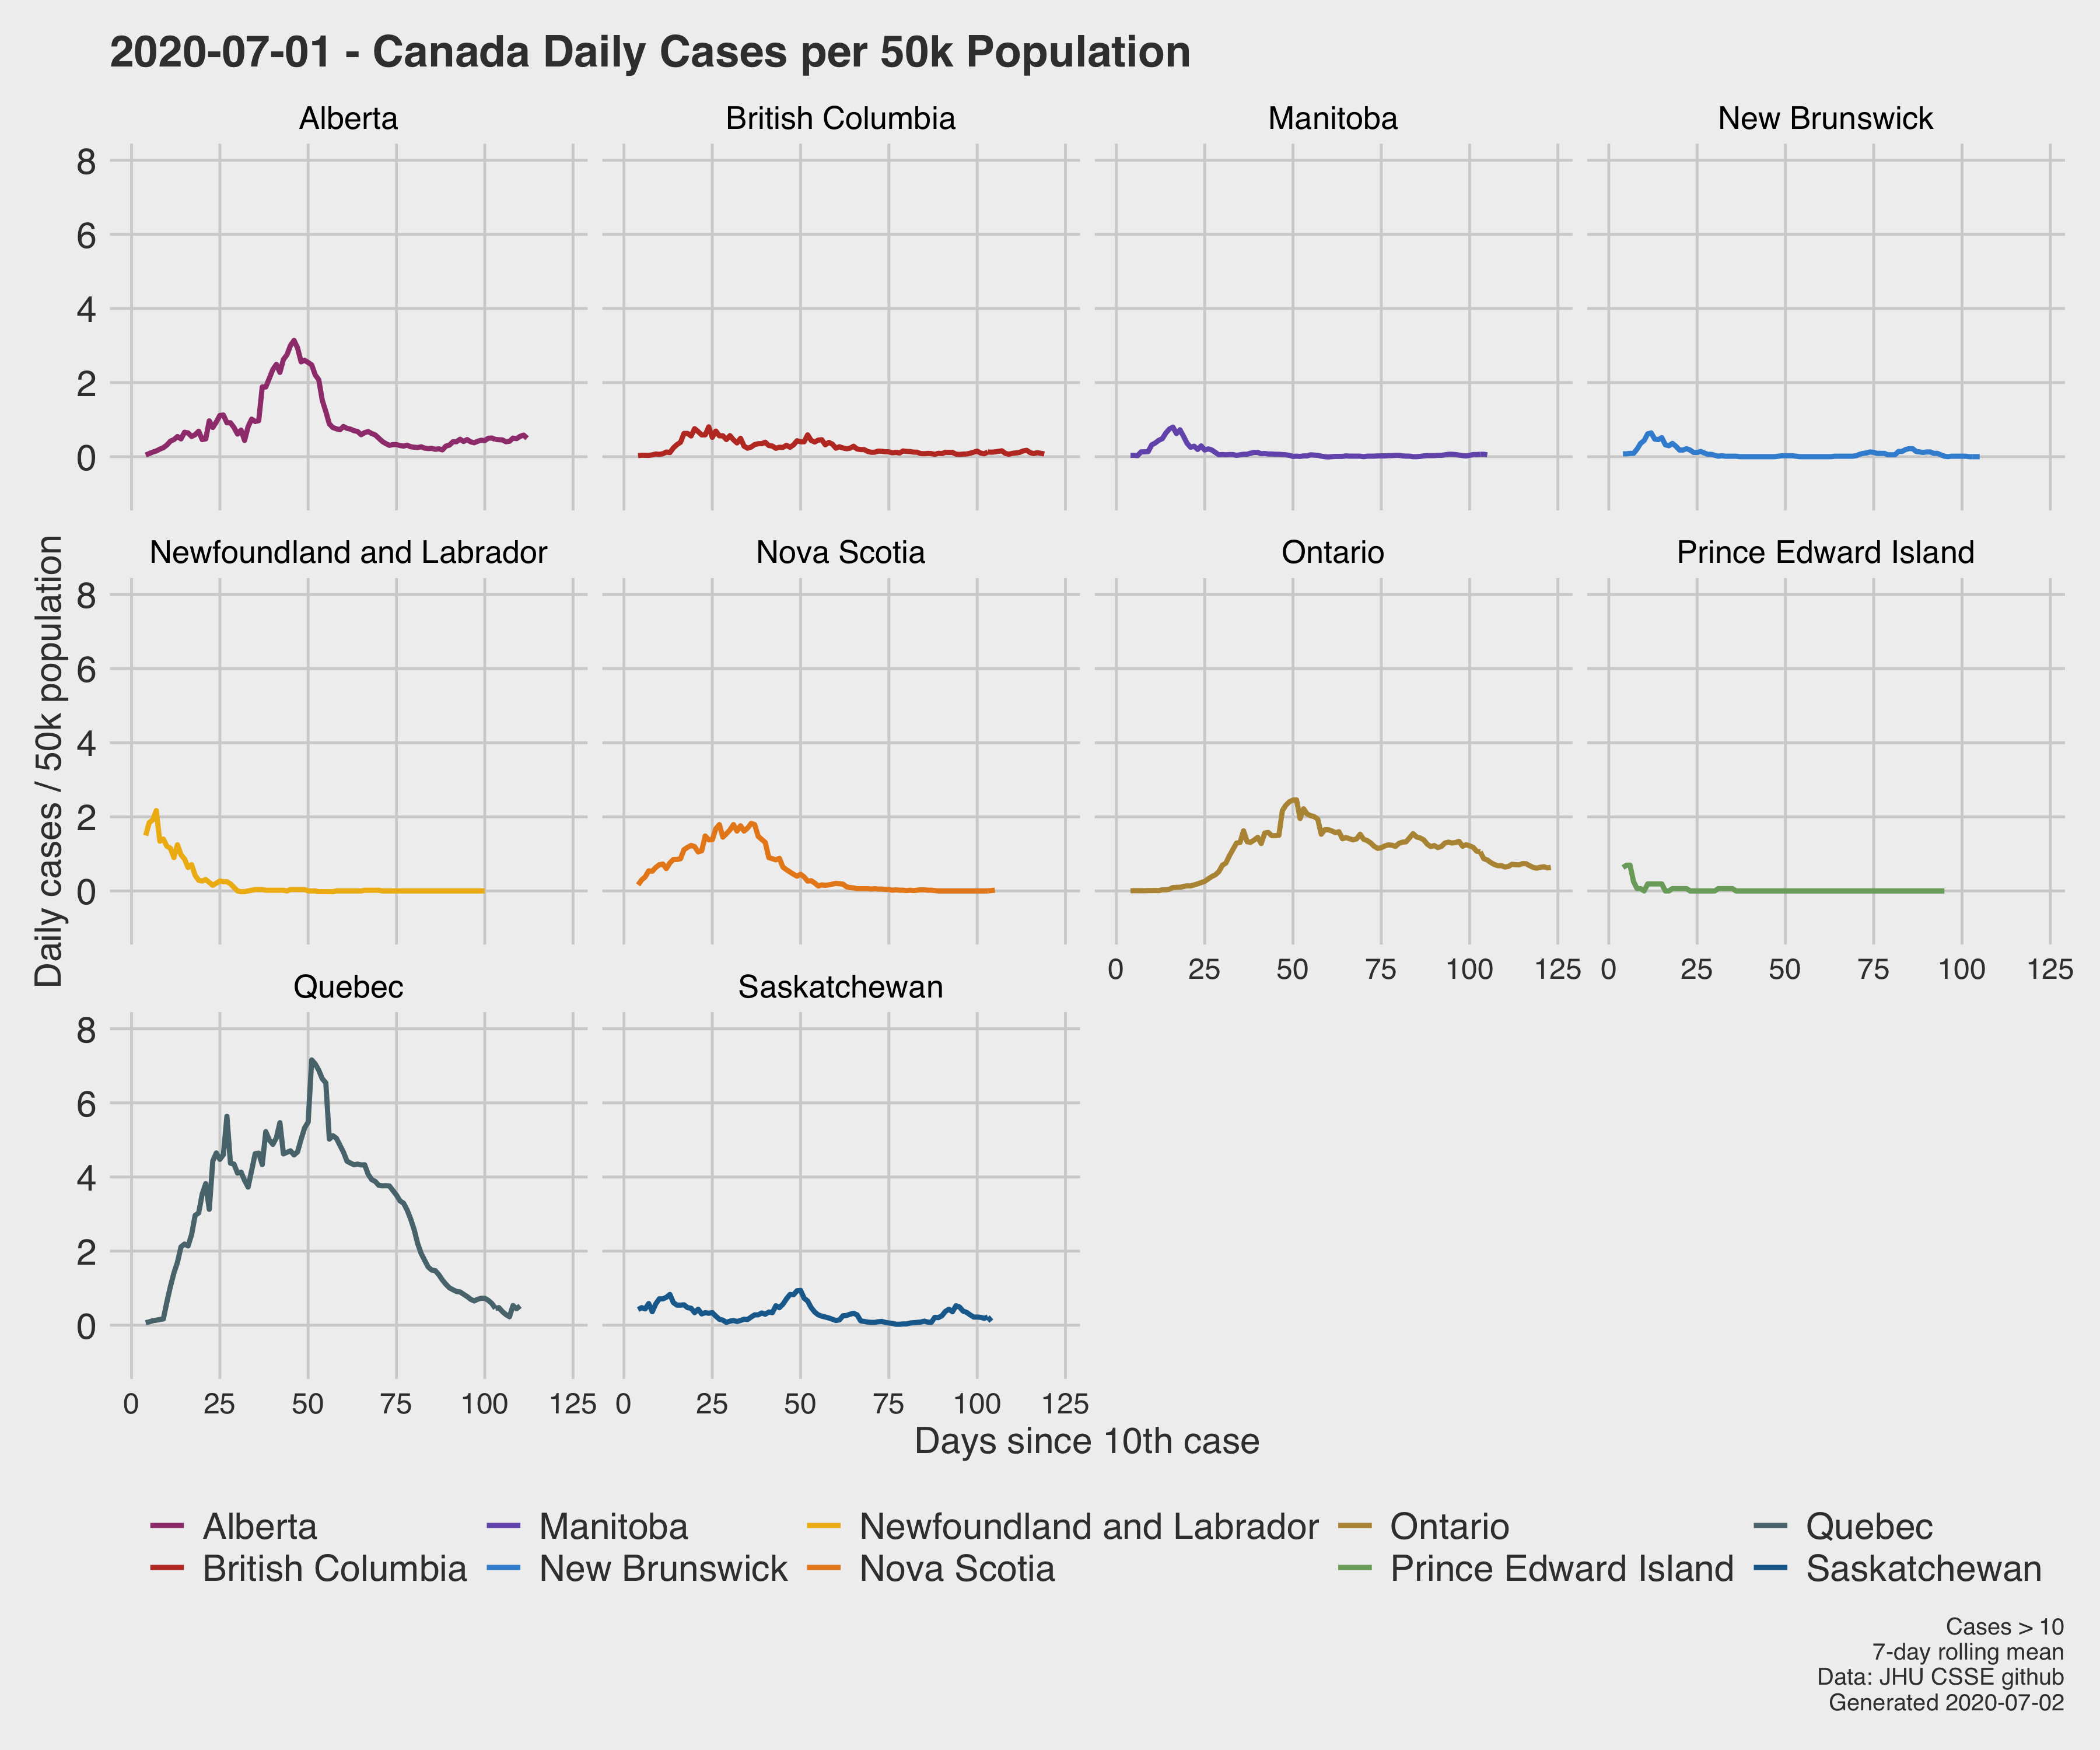 2020-07-01 - Canada Daily Cases per 50k Population
Alberta
British Columbia
Manitoba
New Brunswick
8
6
4
2
0
Newfoundland and Labrador
Nova Scotia
Ontario
Prince Edward Island
8
6
4
2
0
0 25 50 75 100 125
0 25 50 75 100 125
Daily cases / 50k population
Quebec
Saskatchewan
8
6
4
2
0
0 25 50 75 100 125
0 25 50 75 100 125
Days since 10th case
Alberta
Manitoba
Newfoundland and Labrador
Ontario
Quebec
British Columbia
New Brunswick
Nova Scotia
Prince Edward Island
Saskatchewan
Cases > 10
7-day rolling mean
Data: JHU CSSE github
Generated 2020-07-02